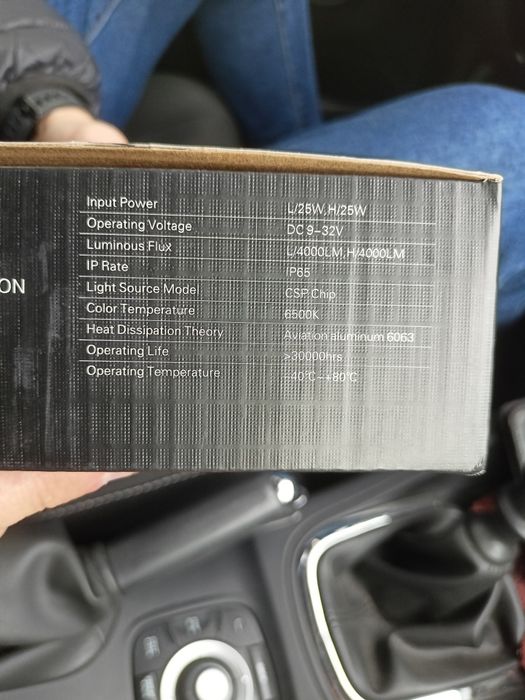 ON
Input Power L/25W,H/25W
Operating Voltage DC 9–32V
Luminous Flux L/4000LM,H/4000LM
IP Rate IP65
Light Source Model CSP Chip
Color Temperature 6500K
Heat Dissipation Theory Aviation aluminum 6063
Operating Life >30000hrs
Operating Temperature -40°C~+80°C